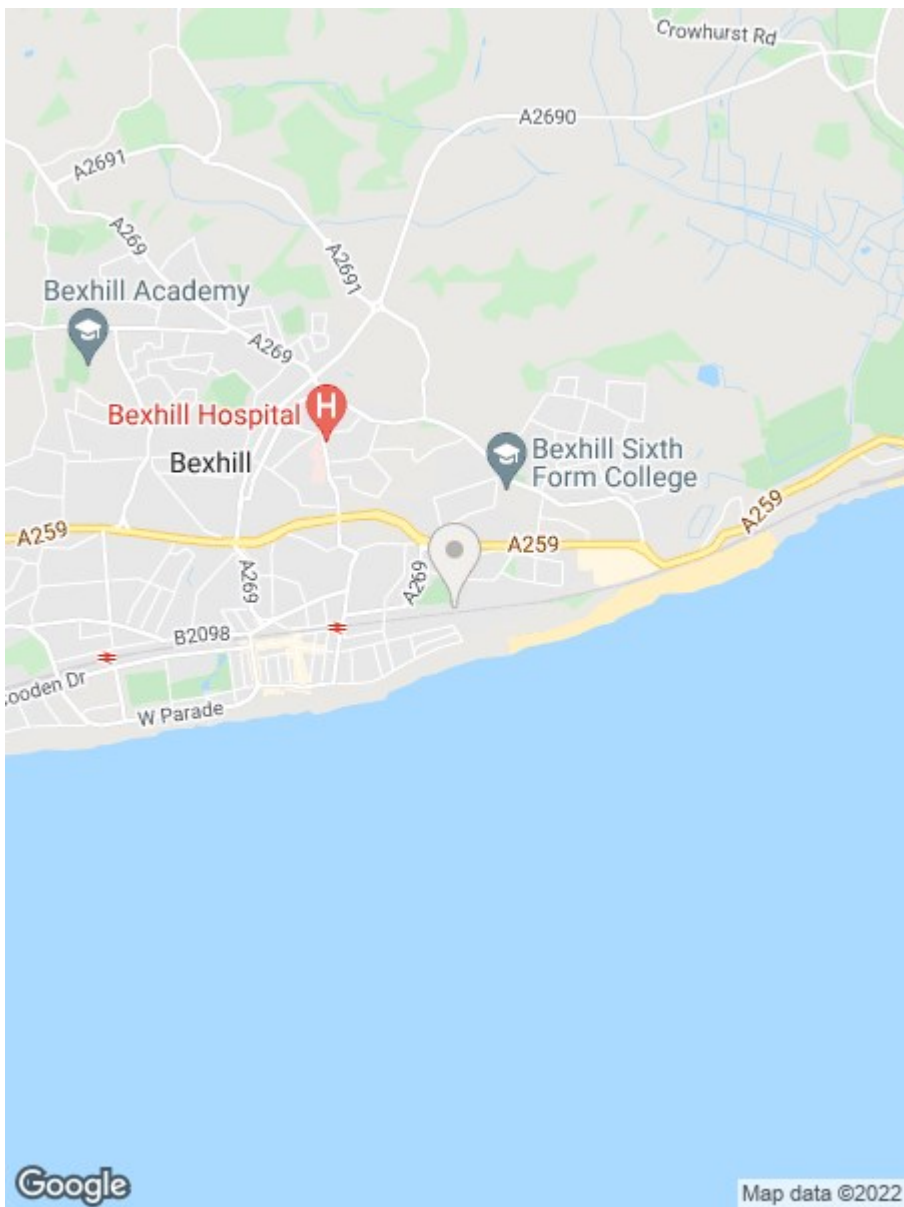 Crowhurst Rd
A2690
A2691
A269
A2691
Bexhill Academy
A269
Bexhill Hospital
H
Bexhill
Bexhill Sixth
Form College
A259
A259
A259
A269
A269
B2098
Cooden Dr
W Parade
Google
Map data ©2022